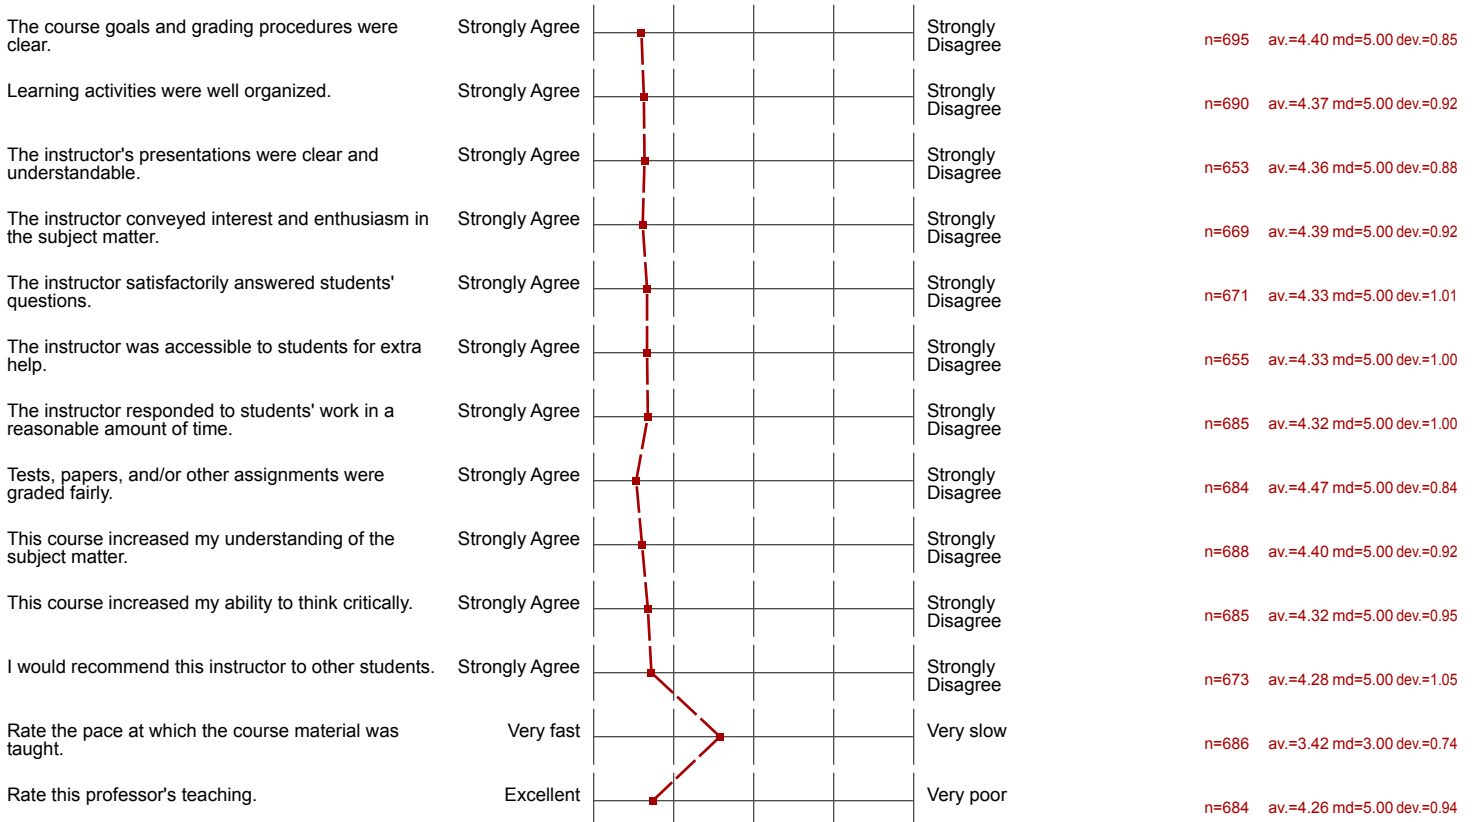 The course goals and grading procedures were
clear.
Strongly Agree
Strongly
Disagree
n=695 av.=4.40 md=5.00 dev.=0.85
Learning activities were well organized.
Strongly Agree
Strongly
Disagree
n=690 av.=4.37 md=5.00 dev.=0.92
The instructor's presentations were clear and
understandable.
Strongly Agree
Strongly
Disagree
n=653 av.=4.36 md=5.00 dev.=0.88
The instructor conveyed interest and enthusiasm in
the subject matter.
Strongly Agree
Strongly
Disagree
n=669 av.=4.39 md=5.00 dev.=0.92
The instructor satisfactorily answered students'
questions.
Strongly Agree
Strongly
Disagree
n=671 av.=4.33 md=5.00 dev.=1.01
The instructor was accessible to students for extra
help.
Strongly Agree
Strongly
Disagree
n=655 av.=4.33 md=5.00 dev.=1.00
The instructor responded to students' work in a
reasonable amount of time.
Strongly Agree
Strongly
Disagree
n=685 av.=4.32 md=5.00 dev.=1.00
Tests, papers, and/or other assignments were
graded fairly.
Strongly Agree
Strongly
Disagree
n=684 av.=4.47 md=5.00 dev.=0.84
This course increased my understanding of the
subject matter.
Strongly Agree
Strongly
Disagree
n=688 av.=4.40 md=5.00 dev.=0.92
This course increased my ability to think critically.
Strongly Agree
Strongly
Disagree
n=685 av.=4.32 md=5.00 dev.=0.95
I would recommend this instructor to other students.
Strongly Agree
Strongly
Disagree
n=673 av.=4.28 md=5.00 dev.=1.05
Rate the pace at which the course material was
taught.
Very fast
Very slow
n=686 av.=3.42 md=3.00 dev.=0.74
Rate this professor's teaching.
Excellent
Very poor
n=684 av.=4.26 md=5.00 dev.=0.94